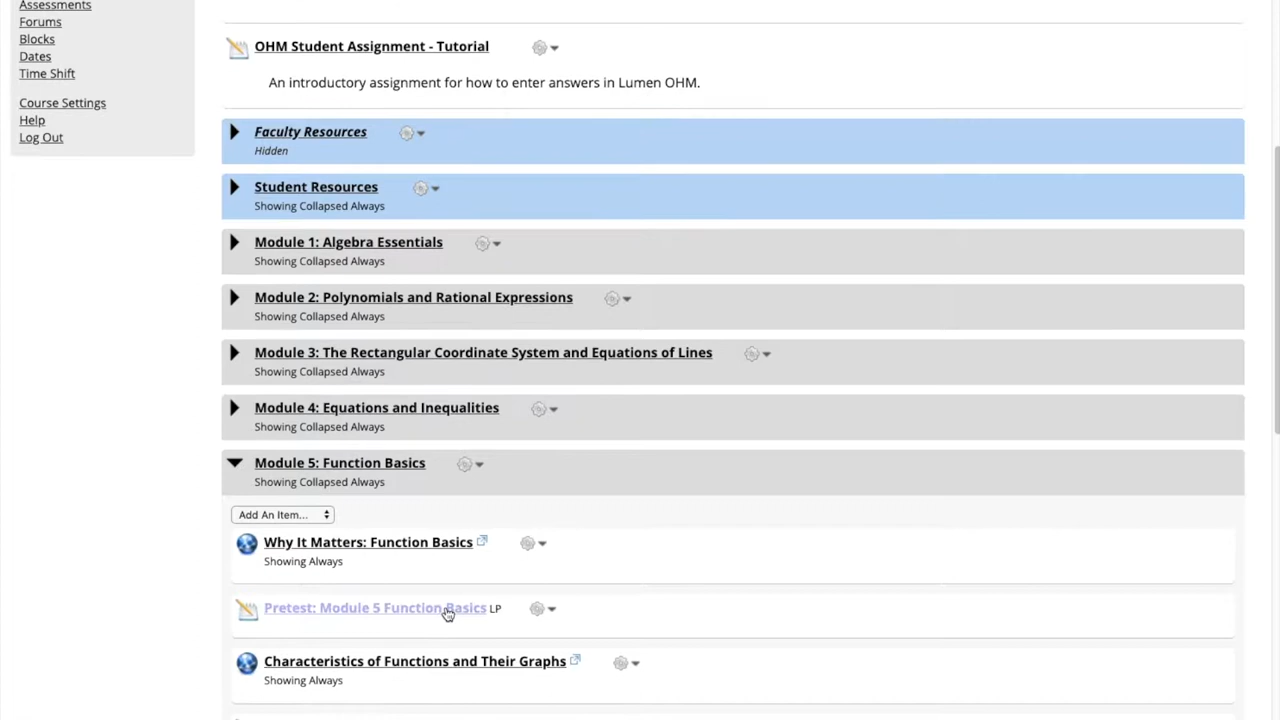 Assessments
Forums
Blocks
Dates
Time Shift
Course Settings
Help
Log Out
OHM Student Assignment - Tutorial
An introductory assignment for how to enter answers in Lumen OHM.
Faculty Resources
Hidden
Student Resources
Showing Collapsed Always
Module 1: Algebra Essentials
Showing Collapsed Always
Module 2: Polynomials and Rational Expressions
Showing Collapsed Always
Module 3: The Rectangular Coordinate System and Equations of Lines
Showing Collapsed Always
Module 4: Equations and Inequalities
Showing Collapsed Always
Module 5: Function Basics
Showing Collapsed Always
Add An Item...
Why It Matters: Function Basics
Showing Always
Pretest: Module 5 Function Basics LP
Characteristics of Functions and Their Graphs
Showing Always